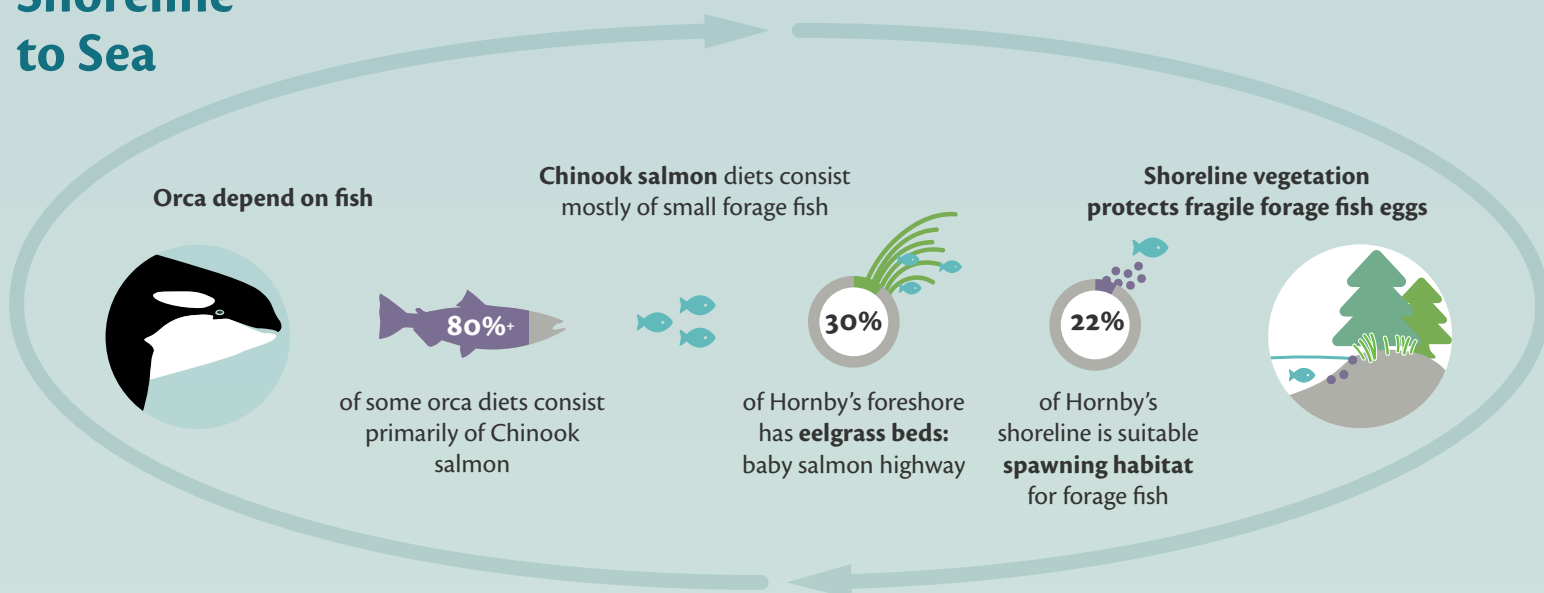 Shoreline
to Sea
Orca depend on fish
80%+
of some orca diets consist
primarily of Chinook
salmon
Chinook salmon diets consist
mostly of small forage fish
30%
of Hornby’s foreshore
has eelgrass beds:
baby salmon highway
22%
of Hornby’s
shoreline is suitable
spawning habitat
for forage fish
Shoreline vegetation
protects fragile forage fish eggs